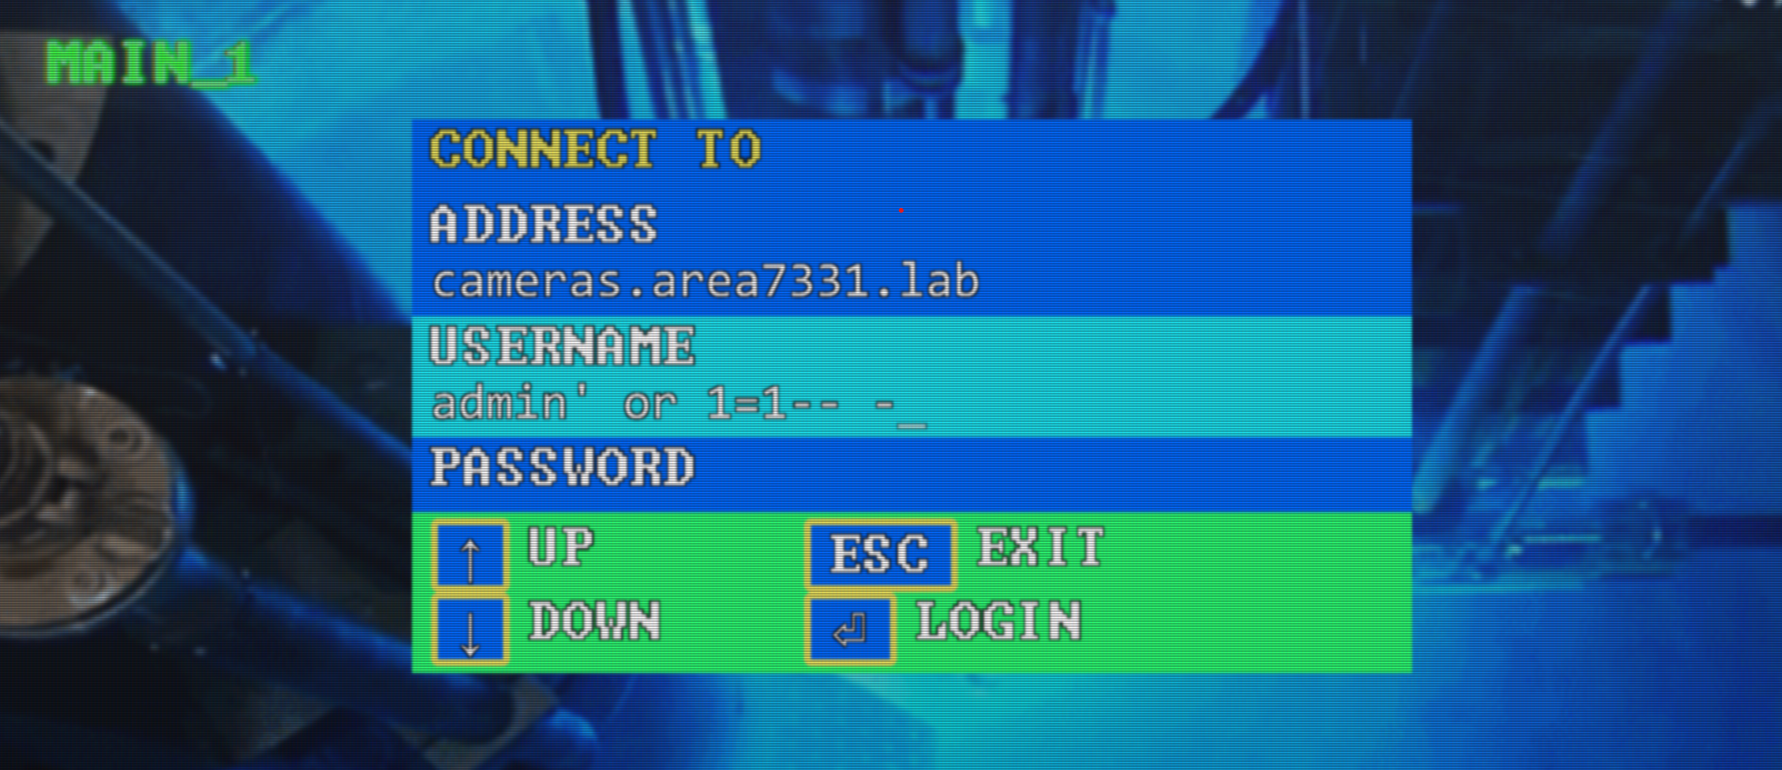 MAIN_1
CONNECT TO
ADDRESS
cameras.area7331.lab
USERNAME
admin' or 1=1-- -_
PASSWORD
↑ UP ESC EXIT
↓ DOWN ⏎ LOGIN